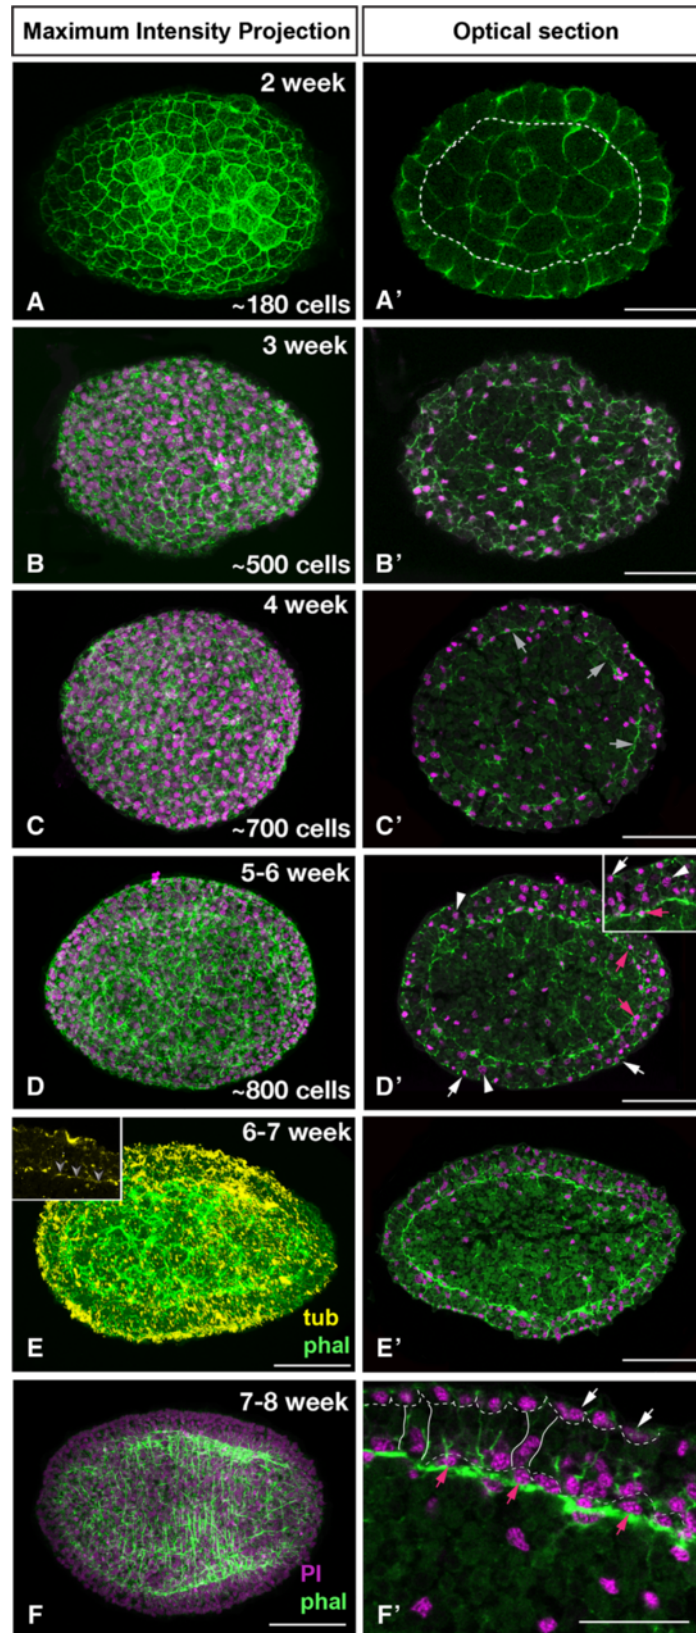 Maximum Intensity Projection
Optical section
2 week
A
~180 cells
A'
3 week
B
~500 cells
B'
4 week
C
~700 cells
C'
5-6 week
D
~800 cells
D'
6-7 week
tub
phal
E
E'
7-8 week
PI
phal
F
F'